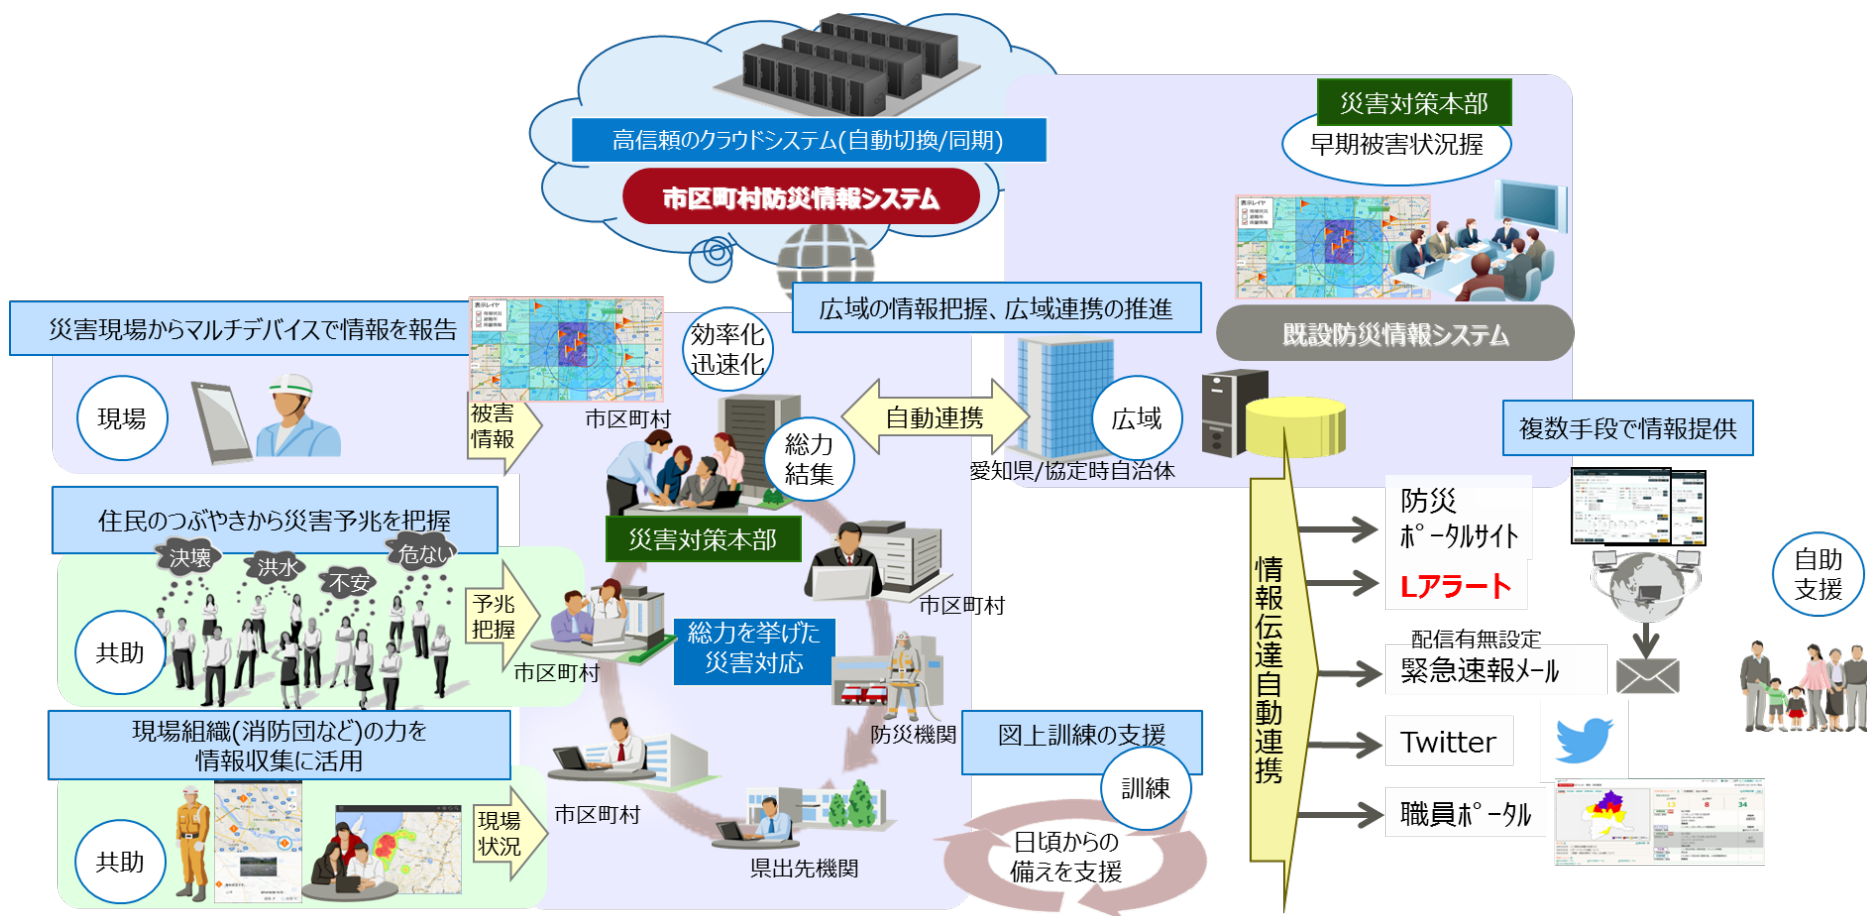 高信頼のクラウドシステム(自動切換/同期)
市区町村防災情報システム
災害対策本部
早期被害状況握
表示レイヤ
既設防災情報システム
災害現場からマルチデバイスで情報を報告
現場
被害
情報
表示レイヤ
市区町村
効率化
迅速化
広域の情報把握、広域連携の推進
自動連携
広域
愛知県/協定時自治体
総力
結集
災害対策本部
住民のつぶやきから災害予兆を把握
決壊
洪水
不安
危ない
共助
予兆
把握
市区町村
総力を挙げた
災害対応
市区町村
防災機関
現場組織(消防団など)の力を
情報収集に活用
共助
現場
状況
市区町村
県出先機関
図上訓練の支援
訓練
日頃からの
備えを支援
情報伝達自動連携
複数手段で情報提供
防災
ﾎﾟｰﾀﾙサイト
Lアラート
配信有無設定
緊急速報ﾒｰﾙ
Twitter
職員ﾎﾟｰﾀﾙ
自助
支援
13
8
34